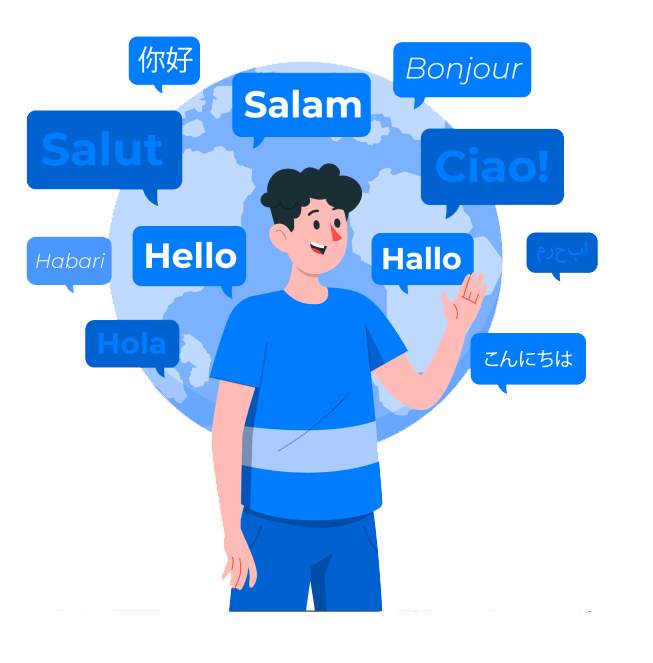 你好
Bonjour
Salam
Salut
Ciao!
Habari
Hello
Hallo
Hola
こんにちは